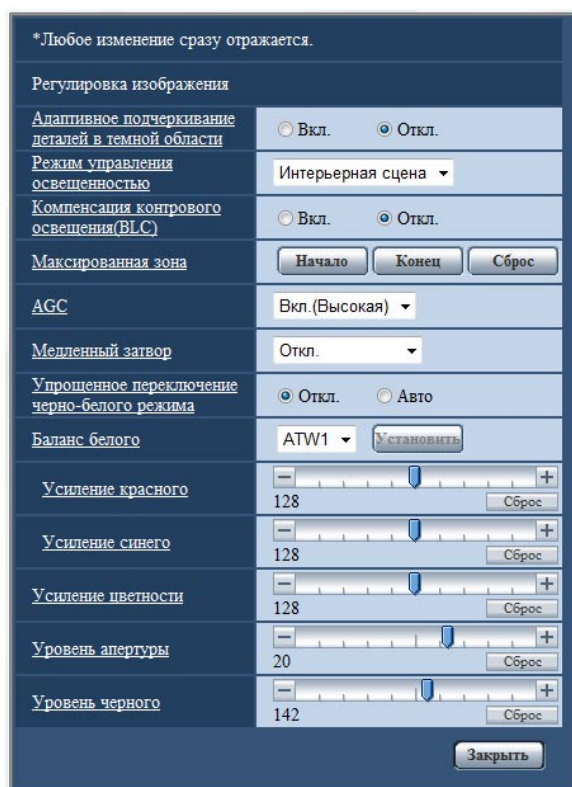 *Любое изменение сразу отражается.
Регулировка изображения
Адаптивное подчеркивание
деталей в темной области
Вкл. Откл.
Режим управления
освещенностью
Интерьерная сцена
Компенсация контрового
освещения(BLC)
Вкл. Откл.
Максированная зона
Начало Конец Сброс
AGC
Вкл.(Высокая)
Медленный затвор
Откл.
Упрошенное переключение
черно-белого режима
Откл. Авто
Баланс белого
ATW1 Установить
Усиление красного
128 Сброс
Усиление синего
128 Сброс
Усиление цветности
128 Сброс
Уровень апертуры
20 Сброс
Уровень черного
142 Сброс
Закрыть